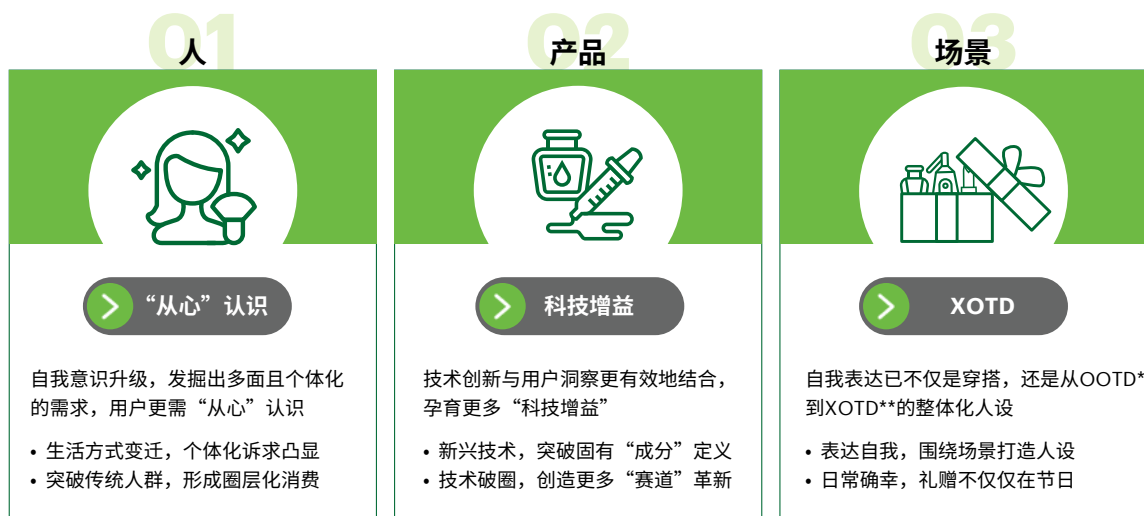 01
人
“从心”认识
自我意识升级，发掘出多面且个体化
的需求，用户更需“从心”认识
• 生活方式变迁，个体化诉求凸显
• 突破传统人群，形成圈层化消费
02
产品
科技增益
技术创新与用户洞察更有效地结合，
孕育更多“科技增益”
• 新兴技术，突破固有“成分”定义
• 技术破圈，创造更多“赛道”革新
03
场景
XOTD
自我表达已不仅是穿搭，还是从OOTD*
到XOTD**的整体化人设
• 表达自我，围绕场景打造人设
• 日常确幸，礼赠不仅仅在节日